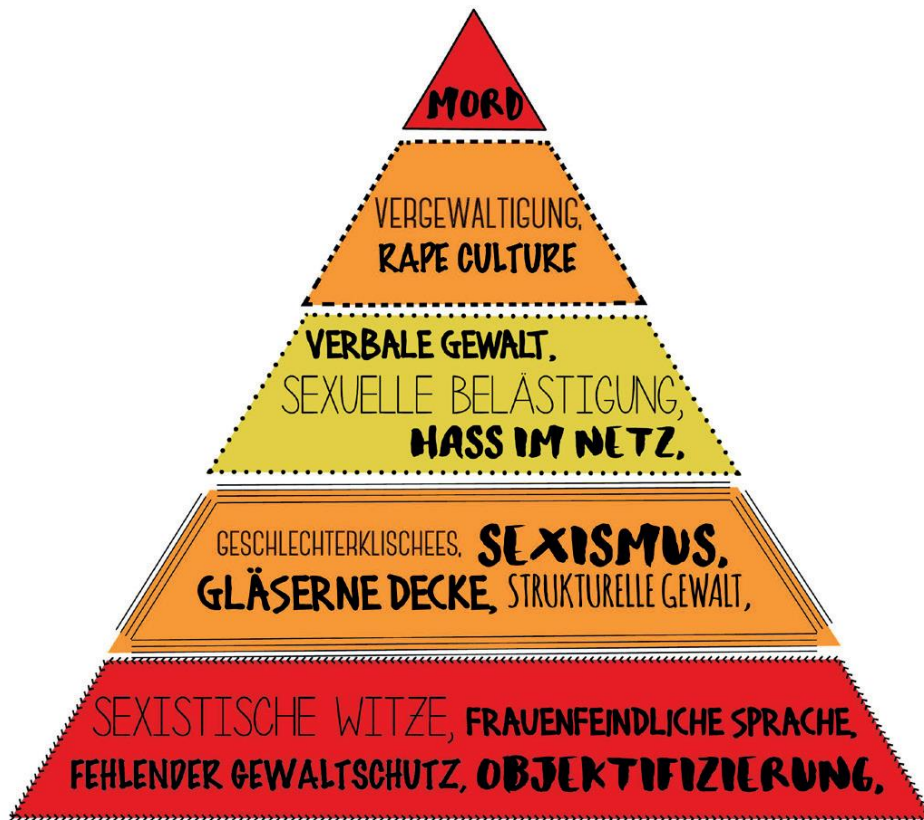 MORD
VERGEWALTIGUNG,
RAPE CULTURE
VERBALE GEWALT,
SEXUELLE BELÄSTIGUNG,
HASS IM NETZ,
GESCHLECHTERKLISCHEES, SEXISMUS,
GLÄSERNE DECKE, STRUKTURELLE GEWALT,
SEXISTISCHE WITZE, FRAUENFEINDLICHE SPRACHE,
FEHLENDER GEWALTSCHUTZ, OBJEKTIFIZIERUNG,